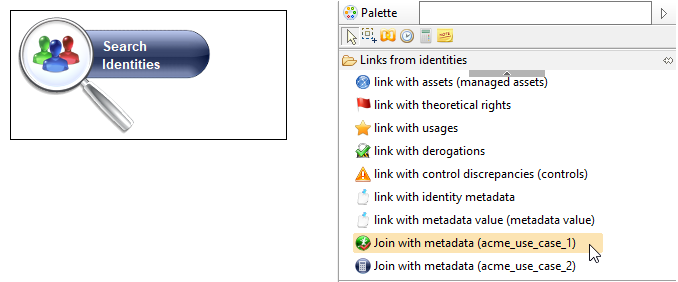 Search
Identities
Palette
Links from identities
link with assets (managed assets)
link with theoretical rights
link with usages
link with derogations
link with control discrepancies (controls)
link with identity metadata
link with metadata value (metadata value)
Join with metadata (acme_use_case_1)
Join with metadata (acme_use_case_2)